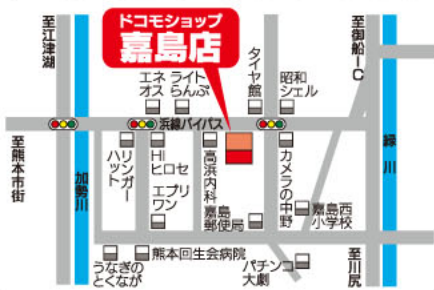 至江津湖
ドコモショップ
嘉島店
至御船IC
エネオス
ライトらんぷ
タイヤ館
昭和シェル
浜線バイパス
至熊本市街
加勢川
リンガーハット
HIヒロセ
エプリワン
高浜内科
嘉島郵便局
カメラの中野
嘉島西小学校
緑川
うなぎのとくなが
熊本回生会病院
パチンコ大劇
至川尻